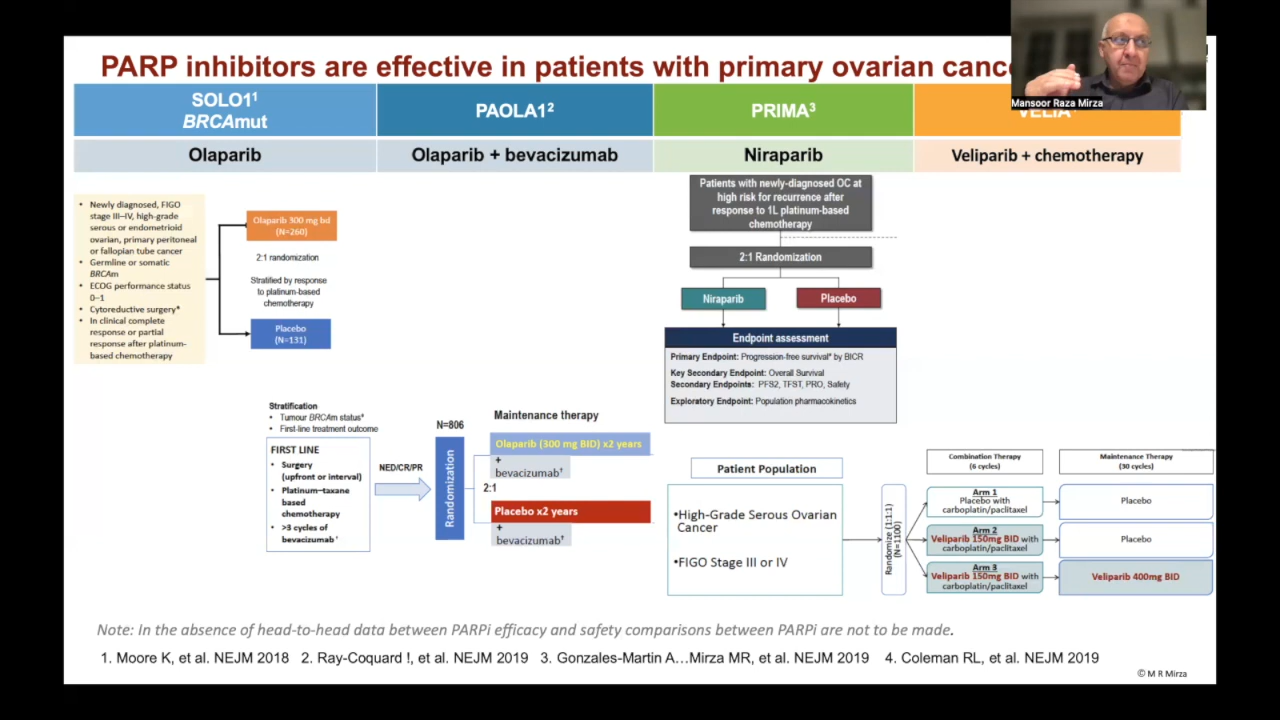 PARP inhibitors are effective in patients with primary ovarian canc
Mansoor Raza Mirza
SOLO1¹
BRCAmut
PAOLA1²
PRIMA³
VELIA
Olaparib
Olaparib + bevacizumab
Niraparib
Veliparib + chemotherapy
• Newly diagnosed, FIGO
stage III–IV, high-grade
serous or endometrioid
ovarian, primary peritoneal
or fallopian tube cancer
• Germline or somatic
BRCAm
• ECOG performance status
0–1
• Cytoreductive surgery*
• In clinical complete
response or partial
response after platinum-
based chemotherapy
Olaparib 300 mg bd
(N=260)
2:1 randomization
Stratified by response
to platinum-based
chemotherapy
Placebo
(N=131)
Patients with newly-diagnosed OC at
high risk for recurrence after
response to 1L platinum-based
chemotherapy
2:1 Randomization
Niraparib
Placebo
Endpoint assessment
Primary Endpoint: Progression-free survival* by BICR
Key Secondary Endpoint: Overall Survival
Secondary Endpoints: PFS2, TFST, PRO, Safety
Exploratory Endpoint: Population pharmacokinetics
Stratification
• Tumour BRCAm status
• First-line treatment outcome
FIRST LINE
• Surgery
(upfront or interval)
• Platinum–taxane
based
chemotherapy
• >3 cycles of
bevacizumab
NED/CR/PR
N=806
Randomization
2:1
Maintenance therapy
Olaparib (300 mg BID) x2 years
+
bevacizumab†
Placebo x2 years
+
bevacizumab†
Patient Population
•High-Grade Serous Ovarian
Cancer
•FIGO Stage III or IV
Randomize (1:1:1)
(N=1100)
Combination Therapy
(6 cycles)
Maintenance Therapy
(30 cycles)
Arm 1
Placebo with
carboplatin/paclitaxel
Placebo
Arm 2
Veliparib 150mg BID with
carboplatin/paclitaxel
Placebo
Arm 3
Veliparib 150mg BID with
carboplatin/paclitaxel
Veliparib 400mg BID
Note: In the absence of head-to-head data between PARPi efficacy and safety comparisons between PARPi are not to be made.
1. Moore K, et al. NEJM 2018 2. Ray-Coquard !, et al. NEJM 2019 3. Gonzales-Martin A…Mirza MR, et al. NEJM 2019 4. Coleman RL, et al. NEJM 2019
© M R Mirza